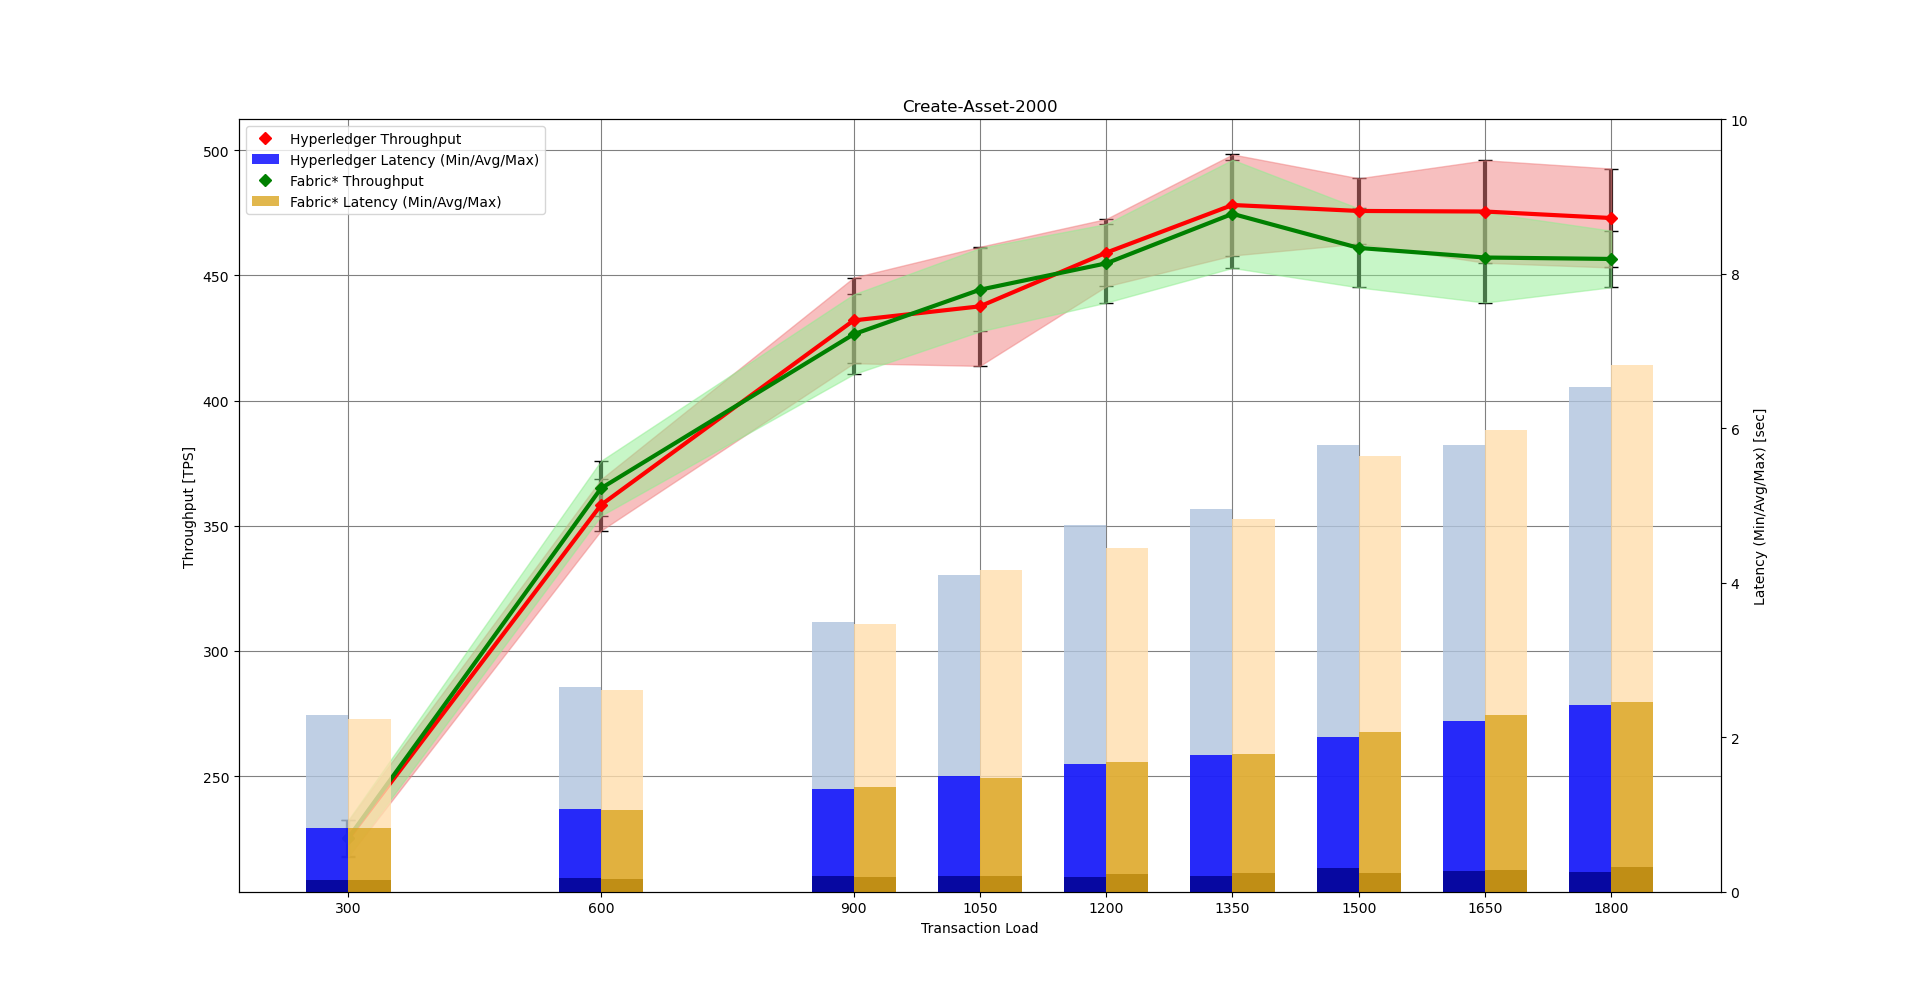 Create-Asset-2000
Hyperledger Throughput
Hyperledger Latency (Min/Avg/Max)
Fabric* Throughput
Fabric* Latency (Min/Avg/Max)
500
450
400
350
300
250
Throughput [TPS]
10
8
6
4
2
0
Latency (Min/Avg/Max) [sec]
300 600 900 1050 1200 1350 1500 1650 1800
Transaction Load